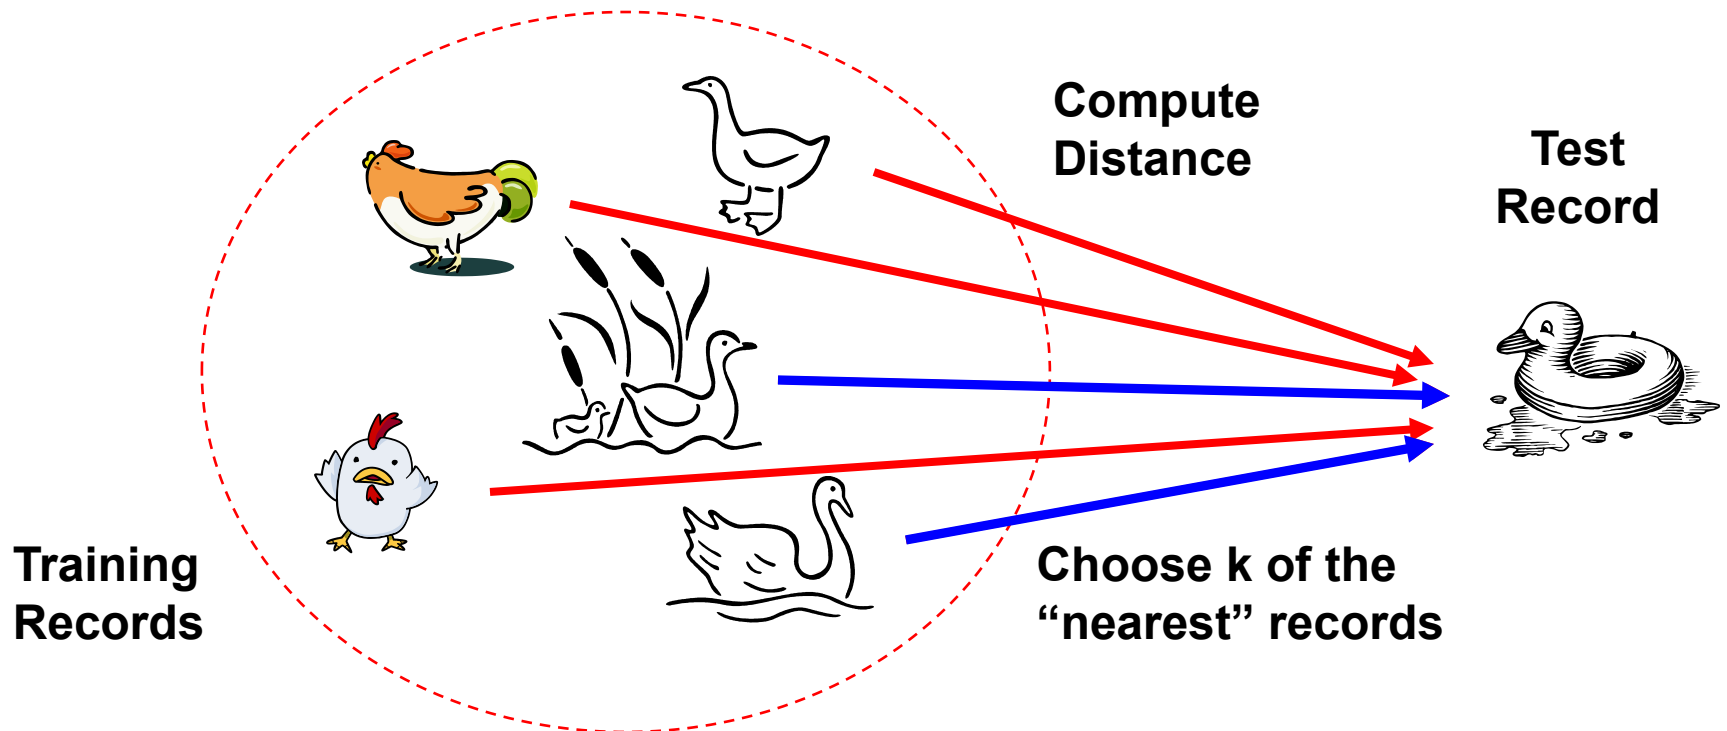 Compute
Distance
Test
Record
Training
Records
Choose k of the
“nearest” records